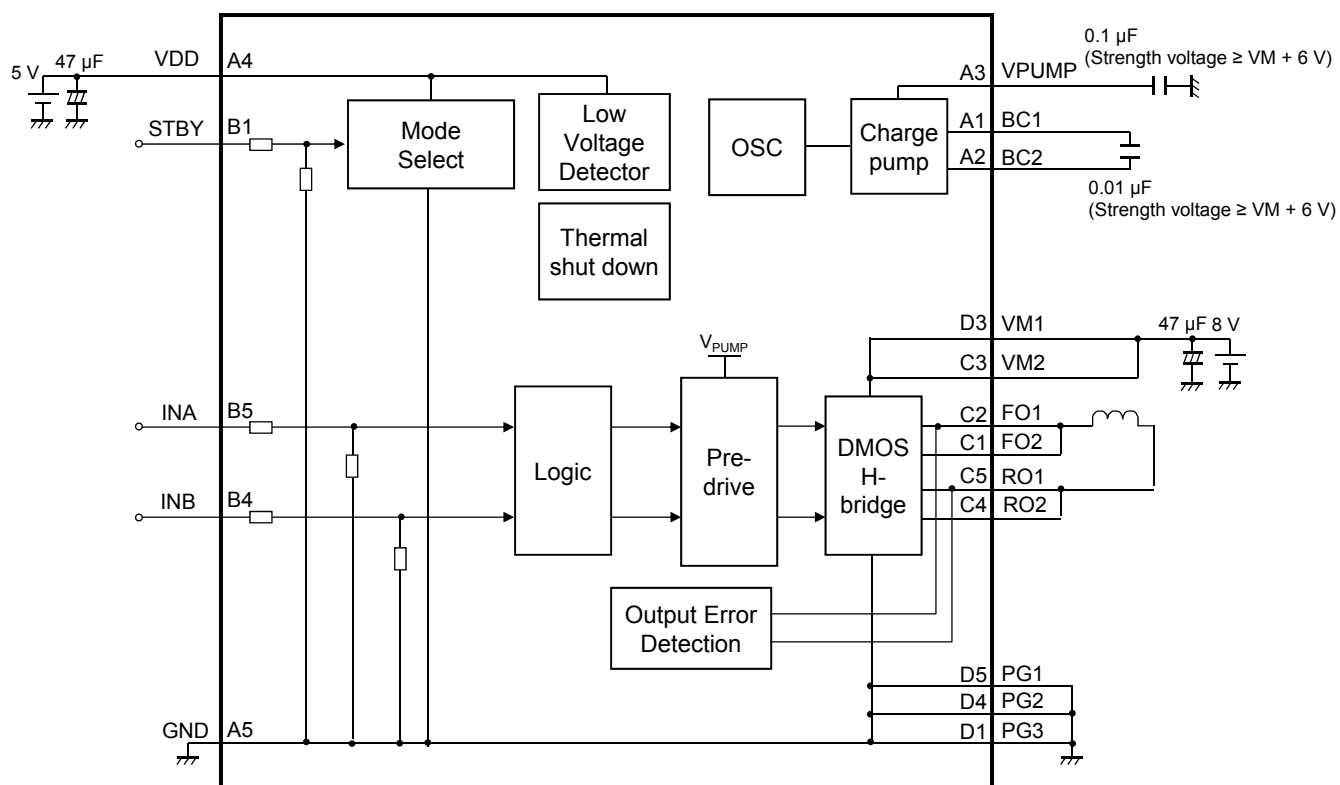 0.1 µF
(Strength voltage ≥ VM + 6 V)
5 V
47 µF
VDD
A4
A3
VPUMP
STBY
B1
Mode
Select
Low
Voltage
Detector
OSC
Charge
pump
A1
BC1
A2
BC2
0.01 µF
(Strength voltage ≥ VM + 6 V)
Thermal
shut down
D3
VM1
47 µF
8 V
C3
VM2
VPUMP
INA
B5
C2
FO1
C1
FO2
Logic
Pre-
drive
DMOS
H-
bridge
C5
RO1
C4
RO2
INB
B4
Output Error
Detection
D5
PG1
D4
PG2
GND
A5
D1
PG3